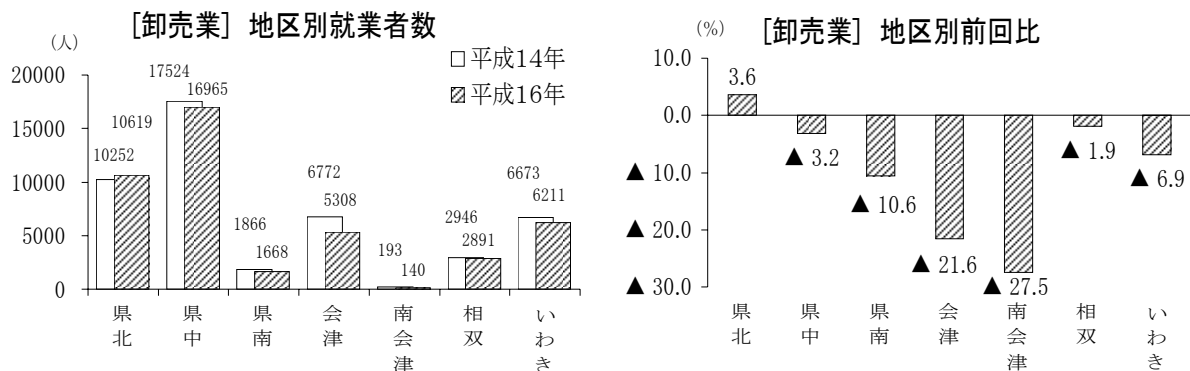 [卸売業] 地区別就業者数
(人)
□平成14年
▨平成16年
20000
15000
10000
5000
0
10252
10619
17524
16965
1866
1668
6772
5308
193
140
2946
2891
6673
6211
県北
県中
県南
会津
南会津
相双
いわき
[卸売業] 地区別前回比
(%)
10.0
0.0
▲ 10.0
▲ 20.0
▲ 30.0
3.6
▲ 3.2
▲ 10.6
▲ 21.6
▲ 27.5
▲ 1.9
▲ 6.9
県北
県中
県南
会津
南会津
相双
いわき